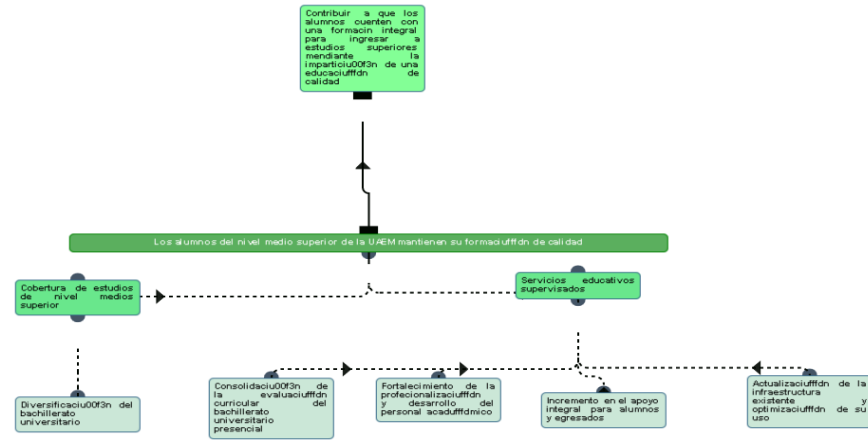 Contribuir a que los
alumnos cuenten con
una formacin integral
para ingresar a
estudios superiores
mendiante la
imparticiu00f3n de una
educaciufffdn de
calidad
Los alumnos del nivel medio superior de la UAEM mantienen su formaciufffdn de calidad
Cobertura de estudios
de nivel medios
superior
Servicios educativos
supervisados
Diversificaciu00f3n del
bachillerato
universitario
Consolidaciu00f3n de
la evaluaciufffdn
curricular del
bachillerato
universitario
presencial
Fortalecimiento de la
profecionalizaciufffdn
y desarrollo del
personal acadufffdmico
Incremento en el apoyo
integral para alumnos
y egresados
Actualizaciufffdn de la
infraestructura
existente y
optimizaciufffdn de su
uso